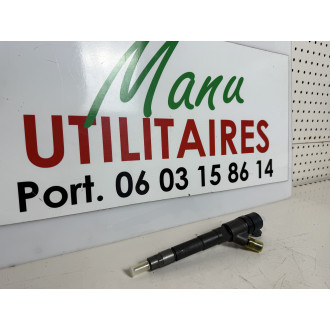 Manu
UTILITAIRES
Port. 06 03 15 86 14